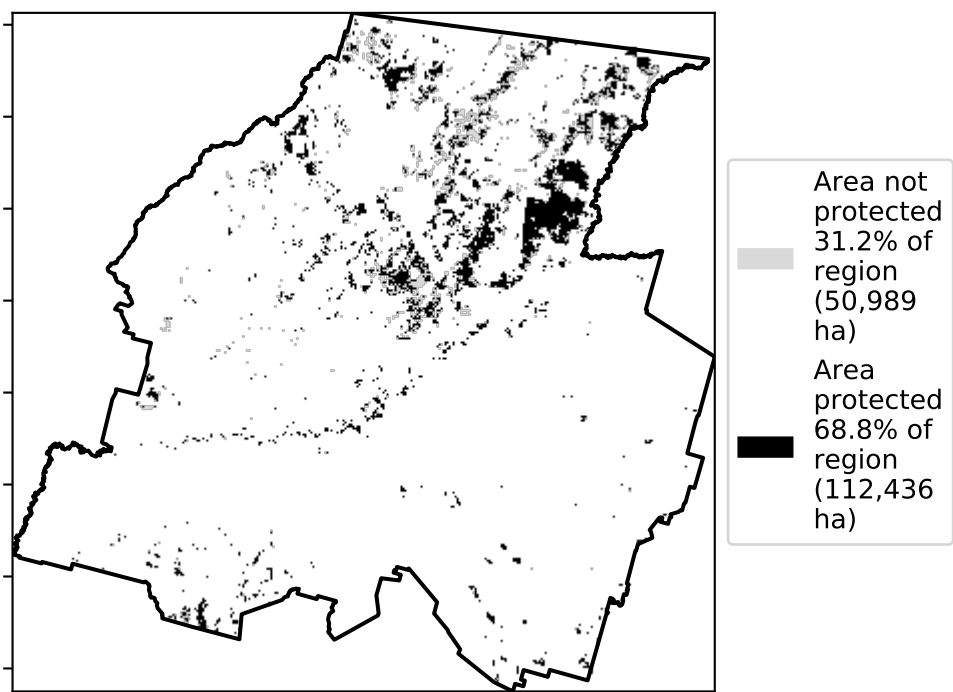 Area not
protected
31.2% of
region
(50,989
ha)
Area
protected
68.8% of
region
(112,436
ha)